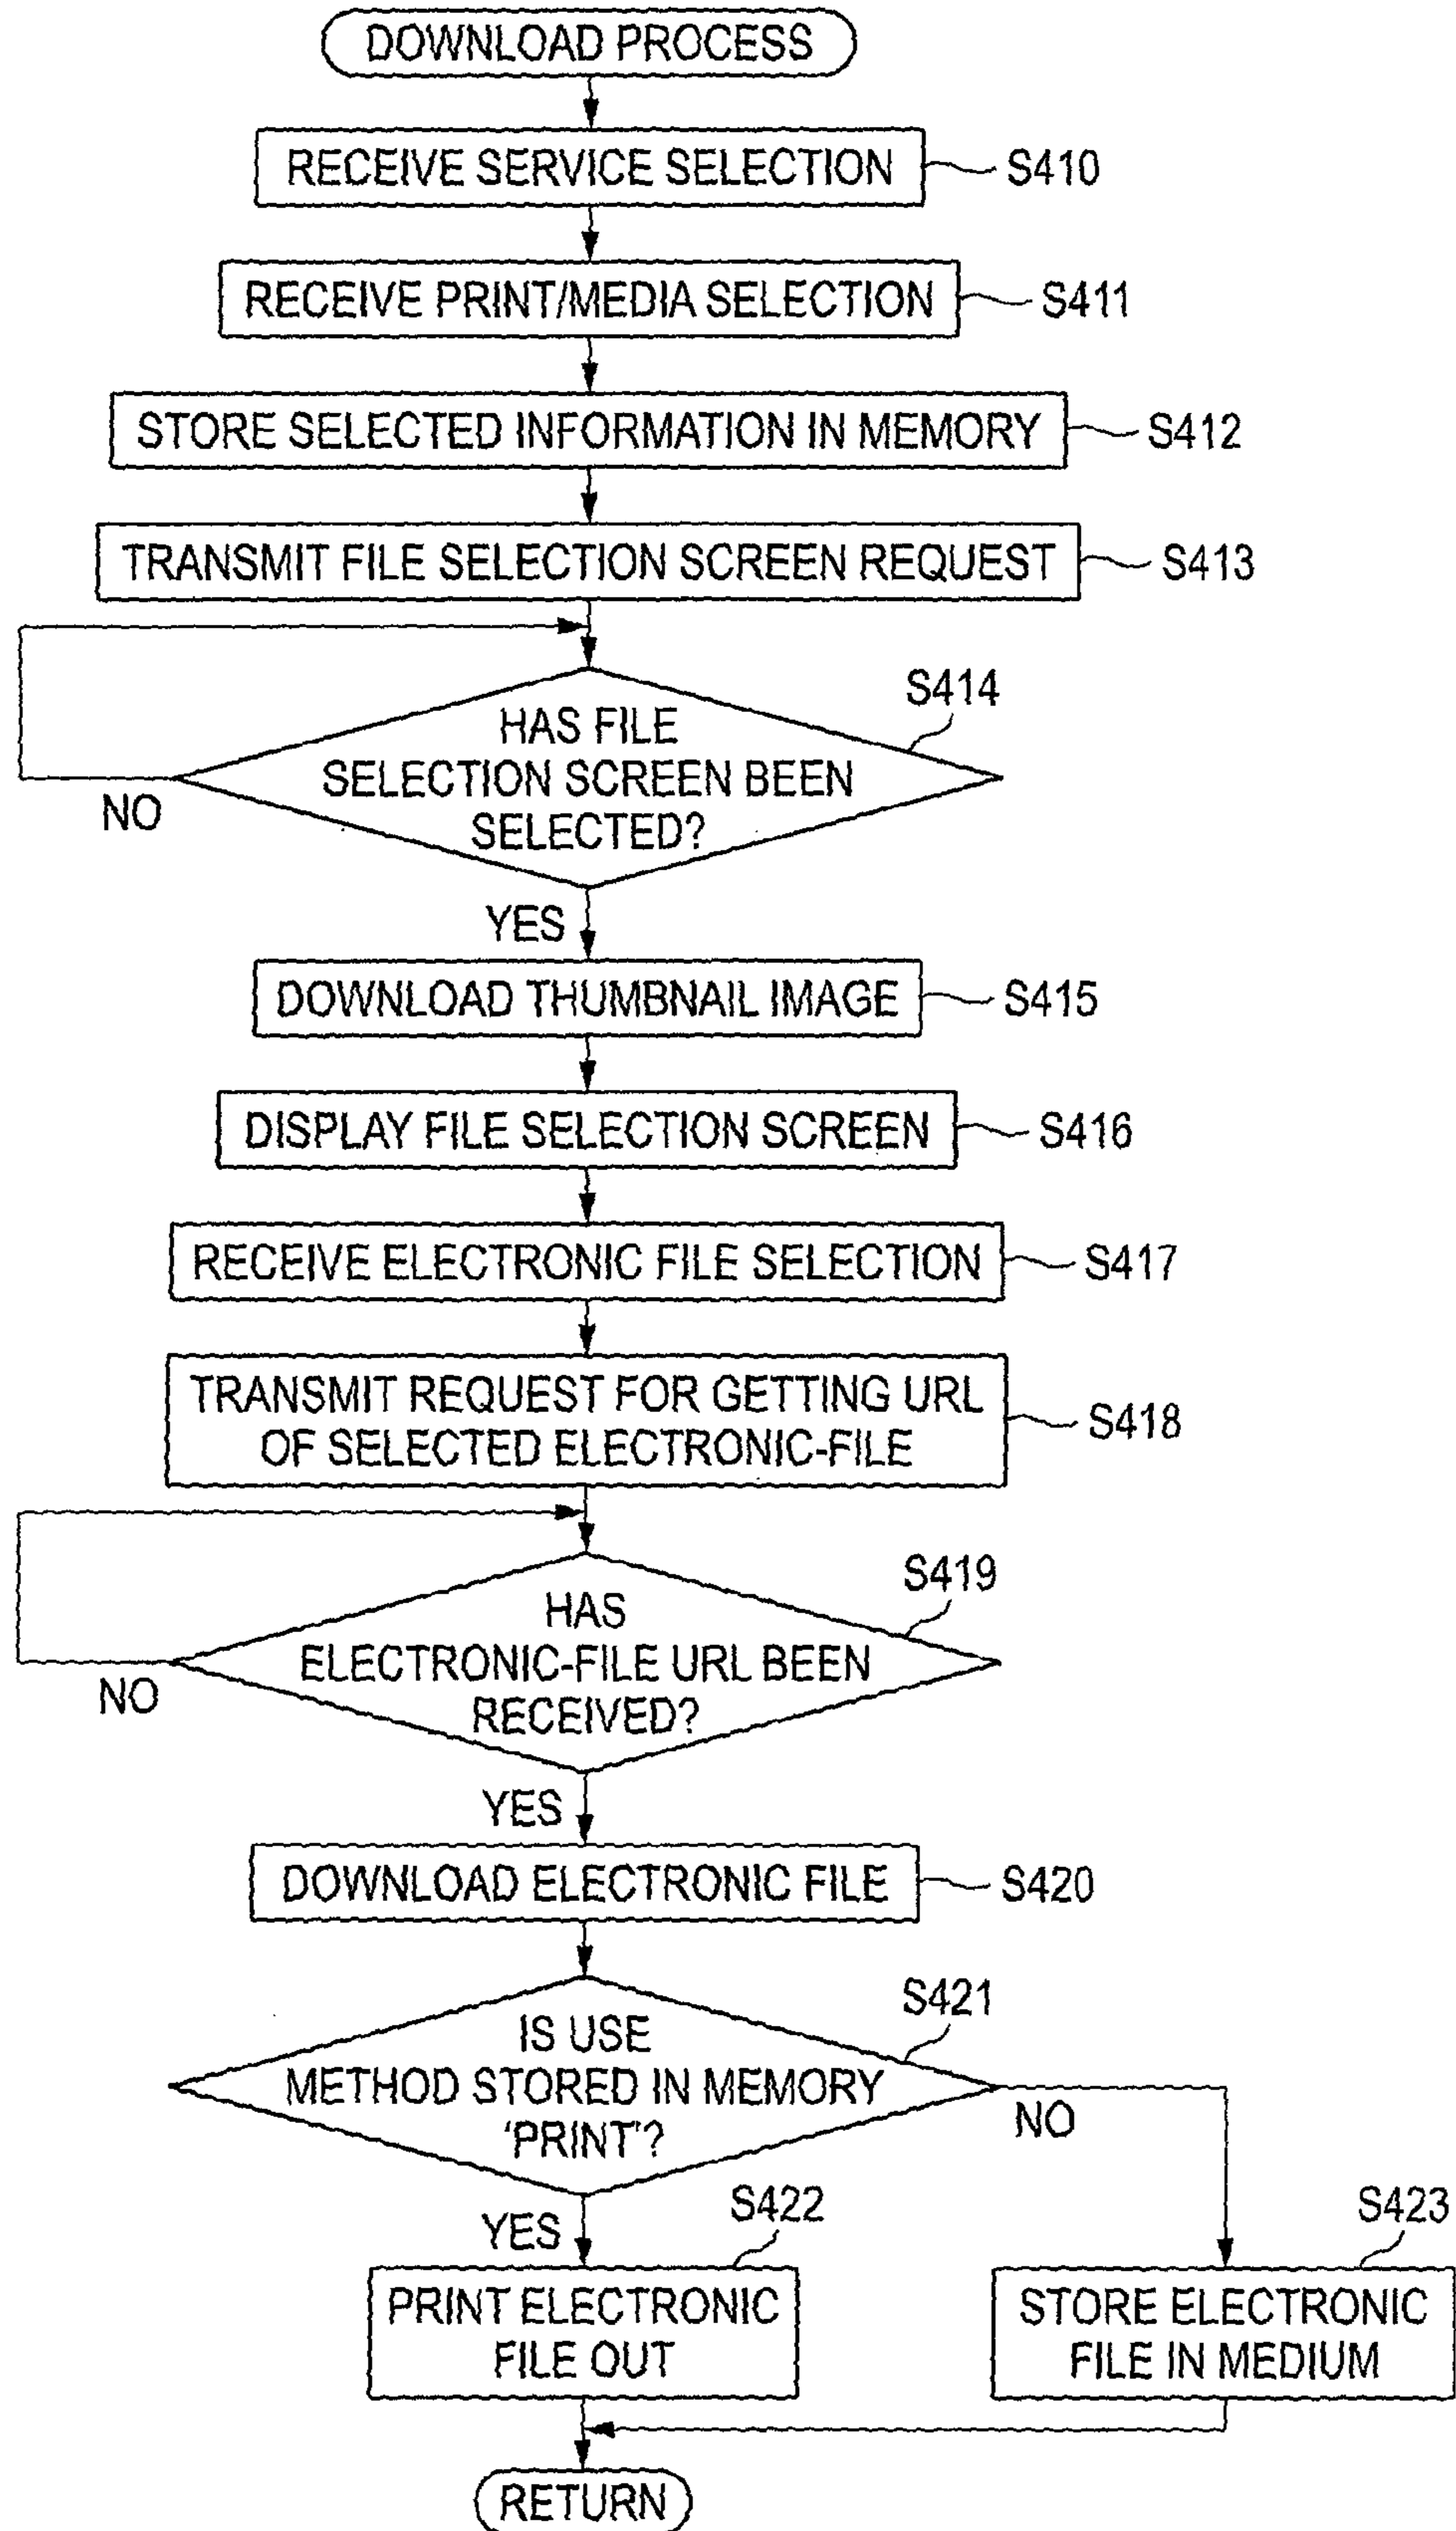 DOWNLOAD PROCESS
RECEIVE SERVICE SELECTION
S410
RECEIVE PRINT/MEDIA SELECTION
S411
STORE SELECTED INFORMATION IN MEMORY
S412
TRANSMIT FILE SELECTION SCREEN REQUEST
S413
S414
HAS FILE
SELECTION SCREEN BEEN
SELECTED?
NO
YES
DOWNLOAD THUMBNAIL IMAGE
S415
DISPLAY FILE SELECTION SCREEN
S416
RECEIVE ELECTRONIC FILE SELECTION
S417
TRANSMIT REQUEST FOR GETTING URL
OF SELECTED ELECTRONIC-FILE
S418
S419
HAS
ELECTRONIC-FILE URL BEEN
RECEIVED?
NO
YES
DOWNLOAD ELECTRONIC FILE
S420
S421
IS USE
METHOD STORED IN MEMORY
'PRINT'?
NO
YES
S422
PRINT ELECTRONIC
FILE OUT
S423
STORE ELECTRONIC
FILE IN MEDIUM
RETURN